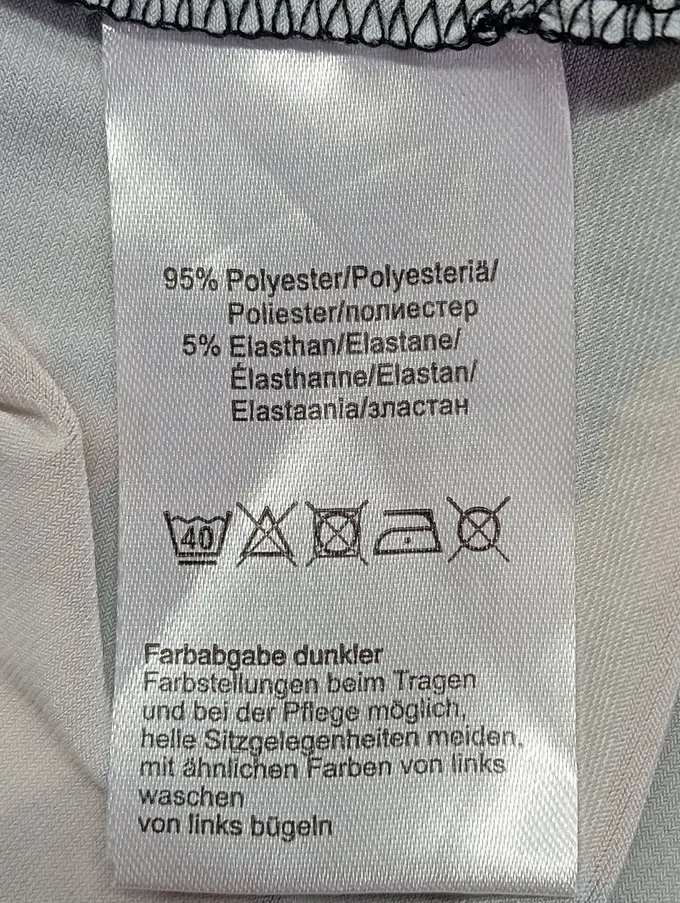 95% Polyester/Polyesteriä/
Poliester/полиестер
5% Elasthan/Elastane/
Élasthanne/Elastan/
Elastaania/эластан
40
Farbabgabe dunkler
Farbstellungen beim Tragen
und bei der Pflege möglich,
helle Sitzgelegenheiten meiden,
mit ähnlichen Farben von links
waschen
von links bügeln